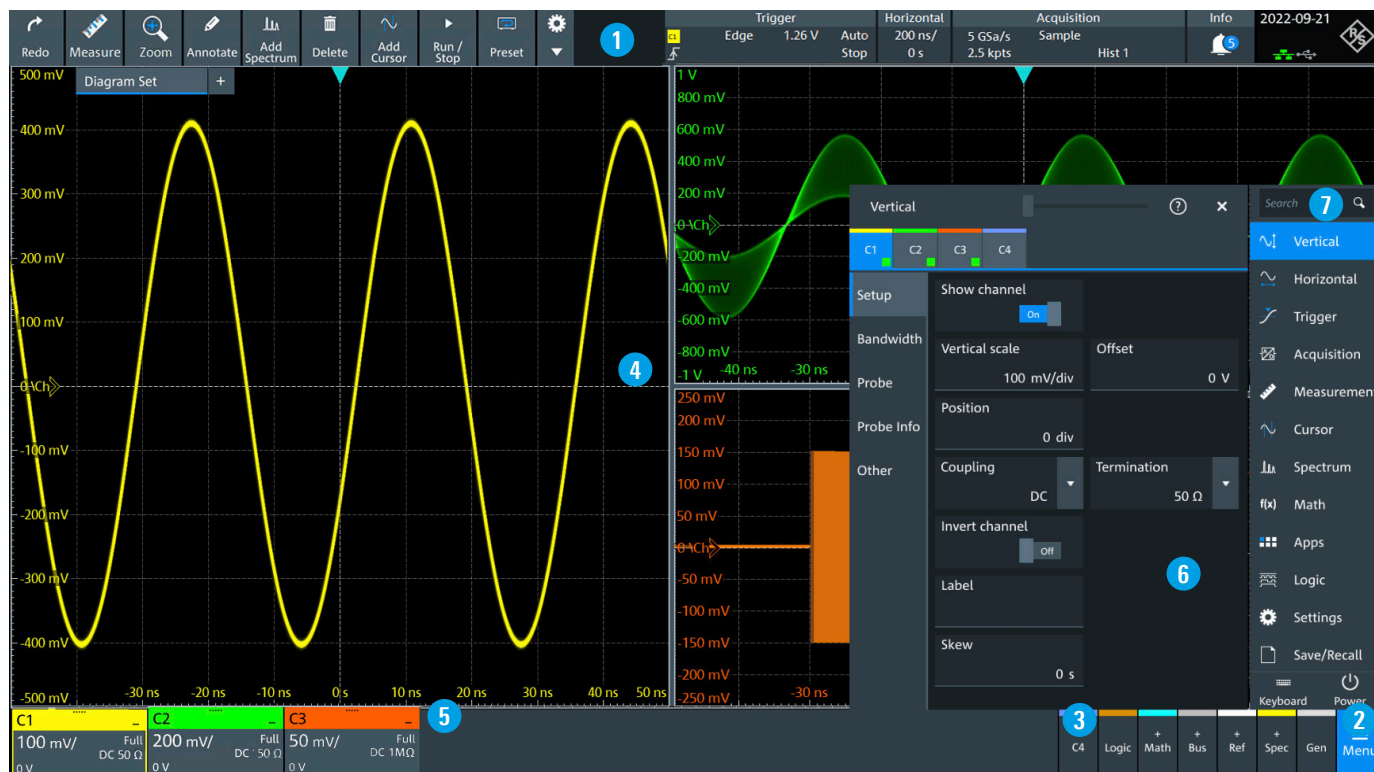 Redo Measure Zoom Annotate Add Spectrum Delete Add Cursor Run / Stop Preset
1
C1
Trigger
Edge 1.26 V Auto
Stop
Horizontal
200 ns/
0 s
Acquisition
5 GSa/s Sample
2.5 kpts Hist 1
Info
5
2022-09-21
R&S
Diagram Set +
500 mV
400 mV
300 mV
200 mV
100 mV
0 \Ch
-100 mV
-200 mV
-300 mV
-400 mV
-500 mV
-30 ns -20 ns -10 ns 0 s 10 ns 20 ns 30 ns 40 ns 50 ns
1 V
800 mV
600 mV
400 mV
200 mV
0 \Ch
-200 mV
-400 mV
-600 mV
-800 mV
-1 V
-40 ns -30 ns
4
250 mV
200 mV
150 mV
100 mV
50 mV
0 \Ch
-50 mV
-100 mV
-150 mV
-200 mV
-250 mV
-30 ns
Vertical ? ×
C1 C2 C3 C4
Setup
Bandwidth
Probe
Probe Info
Other
Show channel
On
Vertical scale
100 mV/div
Offset
0 V
Position
0 div
Coupling
DC
Termination
50 Ω
Invert channel
Off
Label
Skew
0 s
6
Search
7
Vertical
Horizontal
Trigger
Acquisition
Measuremen
Cursor
Spectrum
f(x) Math
Apps
Logic
Settings
Save/Recall
Keyboard Power
C1
100 mV/ Full
DC 50 Ω
0 V
C2
200 mV/ Full
DC 50 Ω
0 V
C3
50 mV/ Full
DC 1MΩ
0 V
5
3
C4
Logic
+ Math
+ Bus
+ Ref
+ Spec
Gen
2
Menu